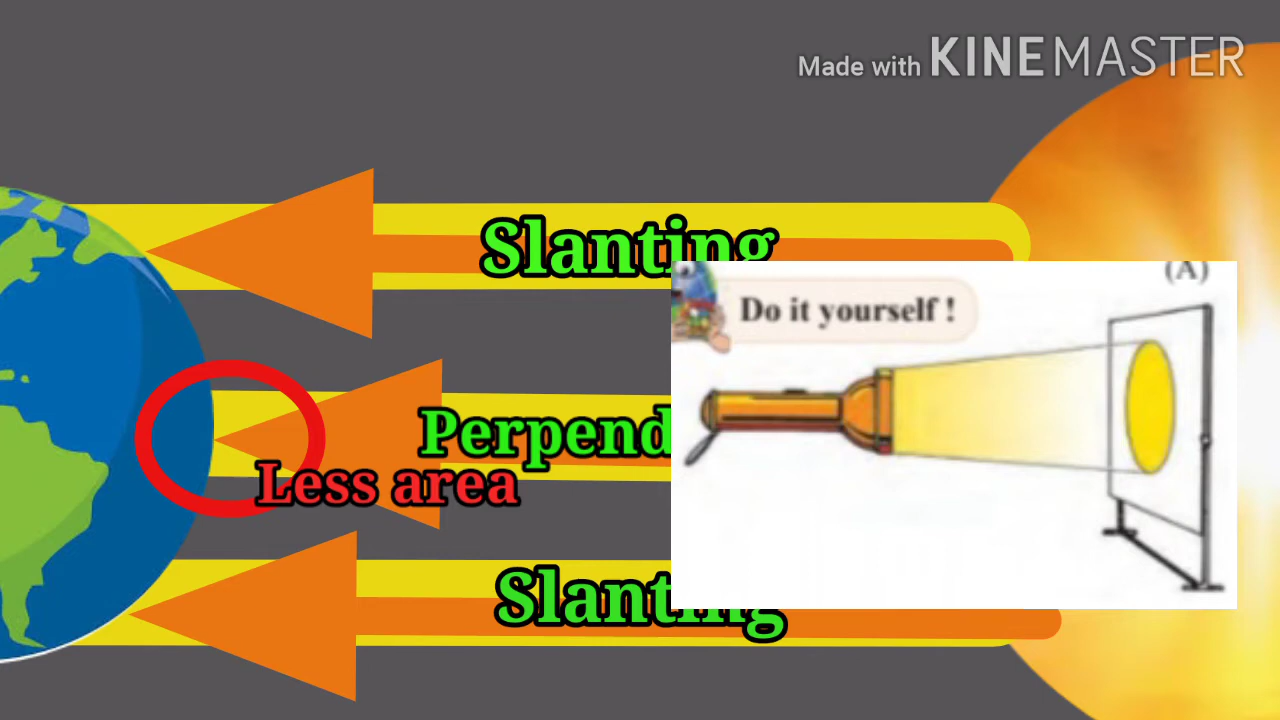 Made with KINEMASTER
Slanting
(A)
Do it yourself !
Perpend
Less area
Slanting